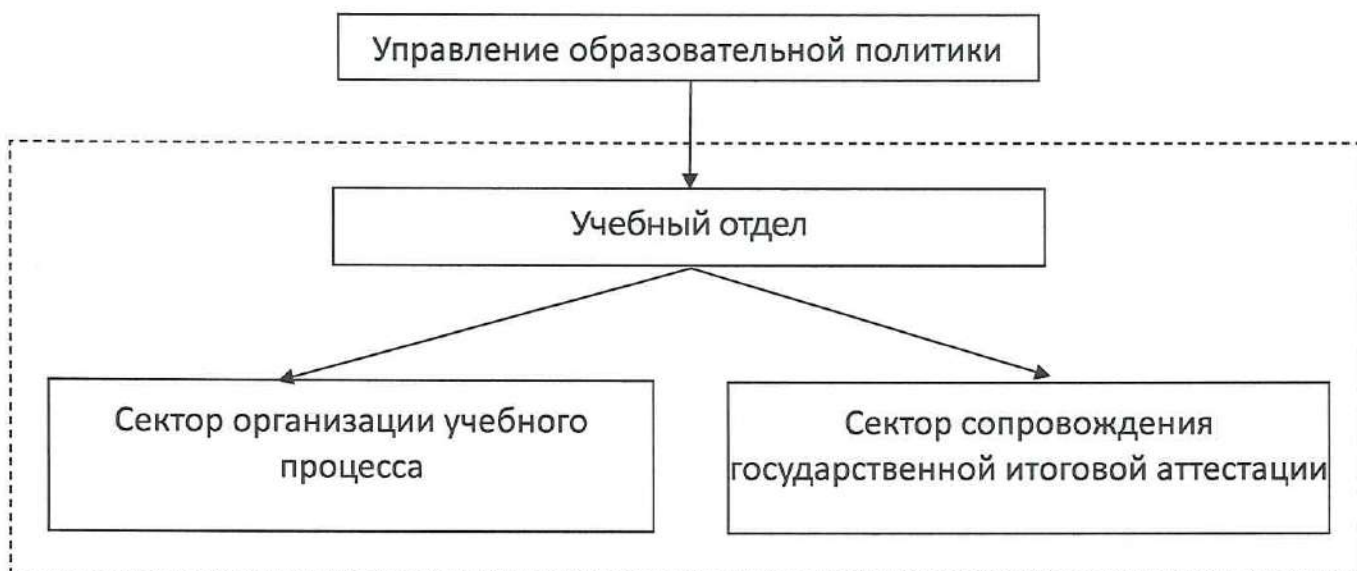 Управление образовательной политики
Учебный отдел
Сектор организации учебного
процесса
Сектор сопровождения
государственной итоговой аттестации